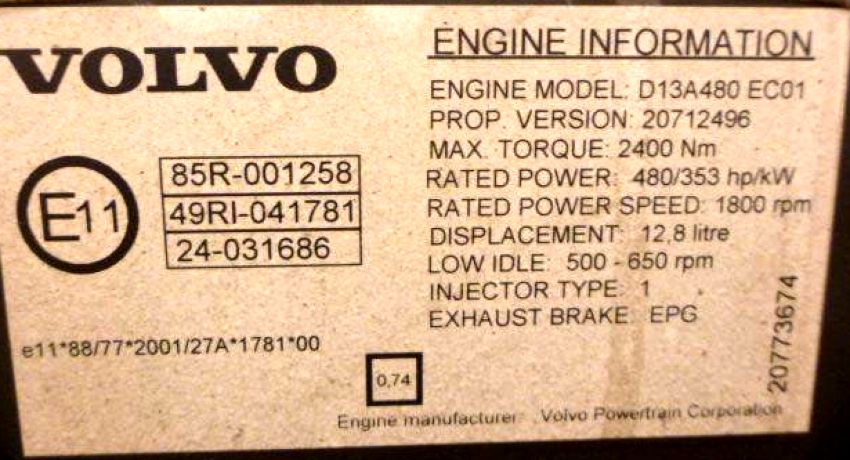 VOLVO
ENGINE INFORMATION
ENGINE MODEL: D13A480 EC01
PROP. VERSION: 20712496
MAX. TORQUE: 2400 Nm
RATED POWER: 480/353 hp/kW
RATED POWER SPEED: 1800 rpm
DISPLACEMENT: 12,8 litre
LOW IDLE: 500 - 650 rpm
INJECTOR TYPE: 1
EXHAUST BRAKE: EPG
E11
85R-001258
49RI-041781
24-031686
e11*88/77*2001/27A*1781*00
0,74
Engine manufacturer: Volvo Powertrain Corporation
20773674